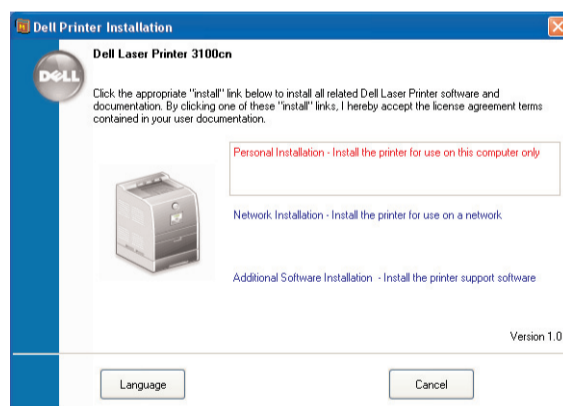 Dell Printer Installation
Dell Laser Printer 3100cn
DELL
Click the appropriate "install" link below to install all related Dell Laser Printer software and
documentation. By clicking one of these "install" links, I hereby accept the license agreement terms
contained in your user documentation.
Personal Installation - Install the printer for use on this computer only
Network Installation - Install the printer for use on a network
Additional Software Installation - Install the printer support software
Version 1.0
Language
Cancel